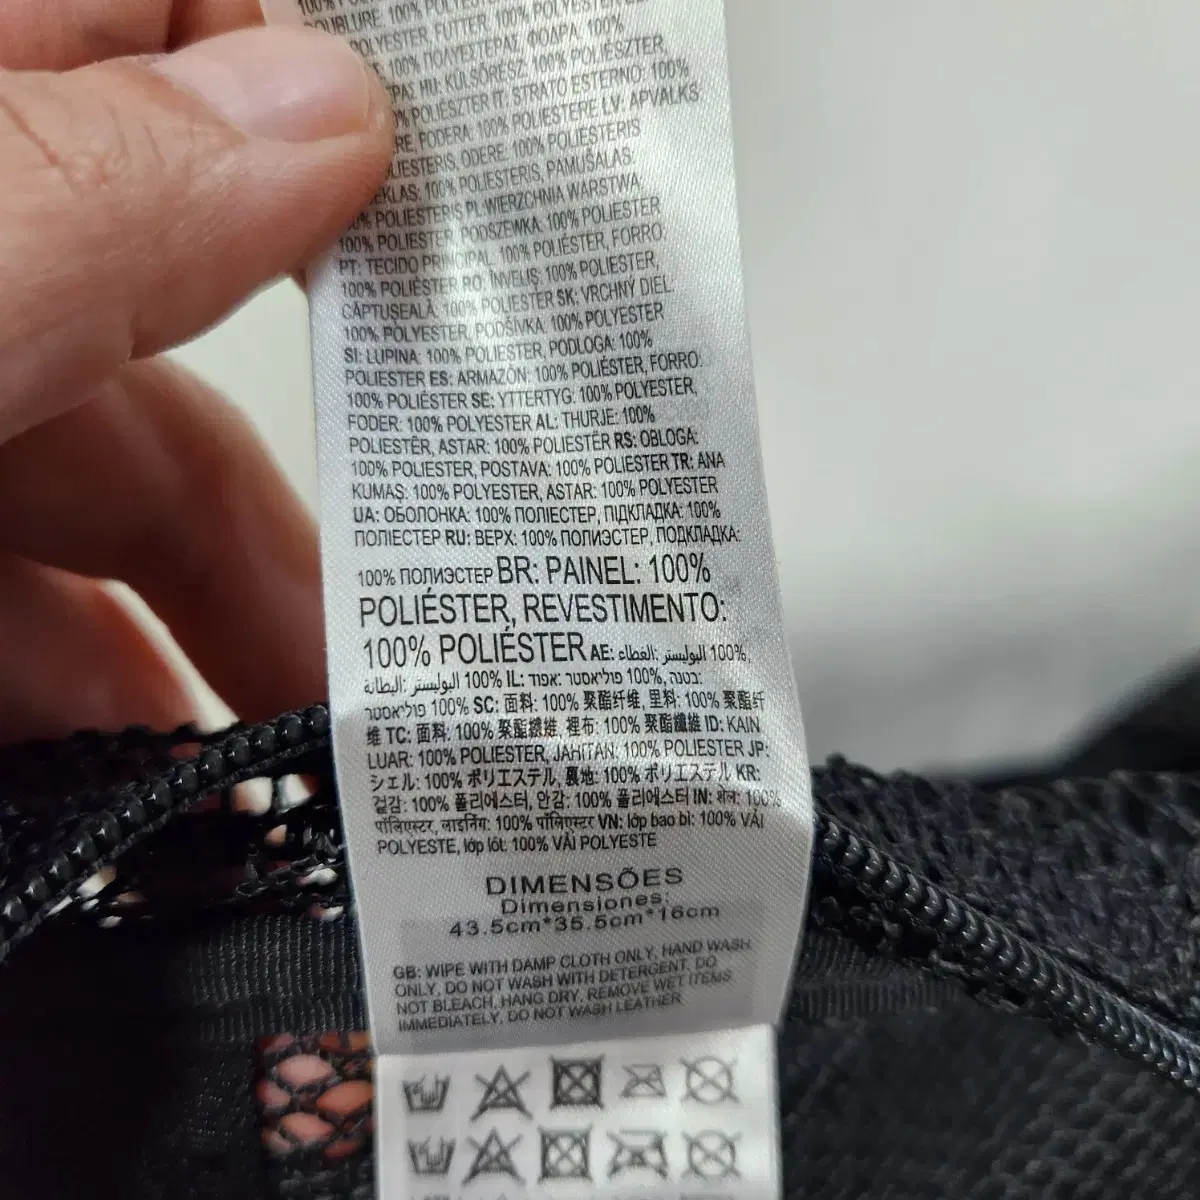 DOUBLURE: 100%
POLYESTER, FUTTER: 100% POLYESTER
100% ΠΟΛΥΕΣΤΕΡΑΣ, ΦΟΔΡΑ: 100%
HU: KÜLSŐRÉSZ: 100% POLIÉSZTER,
POLIÉSZTER IT: STRATO ESTERNO: 100%
FODERA: 100% POLIESTERE LV: APVALKS:
ODERE: 100% POLIESTERIS
100% POLIESTERIS, PAMUŠALAS:
POLIESTERIS PL: WIERZCHNIA WARSTWA:
100% POLIESTER, PODSZEWKA: 100% POLIESTER
PT: TECIDO PRINCIPAL: 100% POLIÉSTER, FORRO:
100% POLIÉSTER RO: ÎNVELIȘ: 100% POLIESTER,
CĂPTUȘEALĂ: 100% POLIESTER SK: VRCHNÝ DIEL:
100% POLYESTER, PODŠÍVKA: 100% POLYESTER
SI: LUPINA: 100% POLIESTER, PODLOGA: 100%
POLIESTER ES: ARMAZÓN: 100% POLIÉSTER, FORRO:
100% POLIÉSTER SE: YTTERTYG: 100% POLYESTER,
FODER: 100% POLYESTER AL: THURJE: 100%
POLIESTËR, ASTAR: 100% POLIESTËR RS: OBLOGA:
100% POLIESTER, POSTAVA: 100% POLIESTER TR: ANA
KUMAŞ: 100% POLYESTER, ASTAR: 100% POLYESTER
UA: ОБОЛОНКА: 100% ПОЛІЕСТЕР, ПІДКЛАДКА: 100%
ПОЛІЕСТЕР RU: ВЕРХ: 100% ПОЛИЭСТЕР, ПОДКЛАДКА:
100% ПОЛИЭСТЕР BR: PAINEL: 100%
POLIÉSTER, REVESTIMENTO:
100% POLIÉSTER AE: الغطاء: البوليستر 100%,
البطانة: البوليستر 100% IL: אפוד: פוליאסטר 100%, בטנה:
פוליאסטר 100% SC: 面料: 100% 聚酯纤维, 里料: 100% 聚酯纤
维 TC: 面料: 100% 聚酯纖維, 裡布: 100% 聚酯纖維 ID: KAIN
LUAR: 100% POLIESTER, JAHITAN: 100% POLIESTER JP:
シェル: 100% ポリエステル, 裏地: 100% ポリエステル KR:
겉감: 100% 폴리에스터, 안감: 100% 폴리에스터 IN: शेल: 100%
पॉलिएस्टर, लाइनिंग: 100% पॉलिएस्टर VN: lớp bao bì: 100% VẢI
POLYESTE, lớp lót: 100% VẢI POLYESTE
DIMENSÕES
Dimensiones:
43.5cm*35.5cm*16cm
GB: WIPE WITH DAMP CLOTH ONLY, HAND WASH
ONLY, DO NOT WASH WITH DETERGENT, DO
NOT BLEACH, HANG DRY, REMOVE WET ITEMS
IMMEDIATELY, DO NOT WASH LEATHER